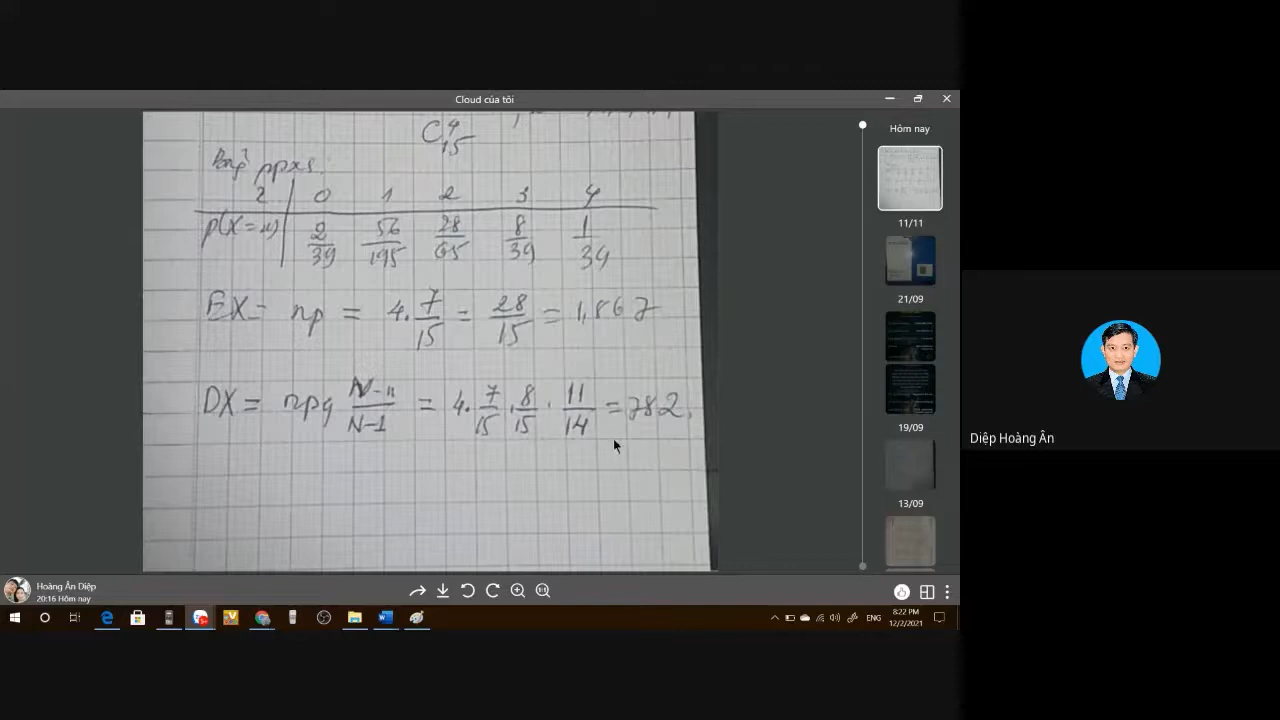 Cloud của tôi
C⁴₁₅
Bảng ppxs.
2 | 0 1 2 3 4
P(X=u) | 2/39 56/195 28/65 8/39 1/39
EX = np = 4.7/15 = 28/15 = 1,867
DX = npq N-n/N-1 = 4.7/15.8/15.11/14 = 782,
Hôm nay
11/11
21/09
19/09
13/09
Diệp Hoàng Ân
Hoàng Ân Diệp
20:16 Hôm nay
8:22 PM
ENG
12/2/2021